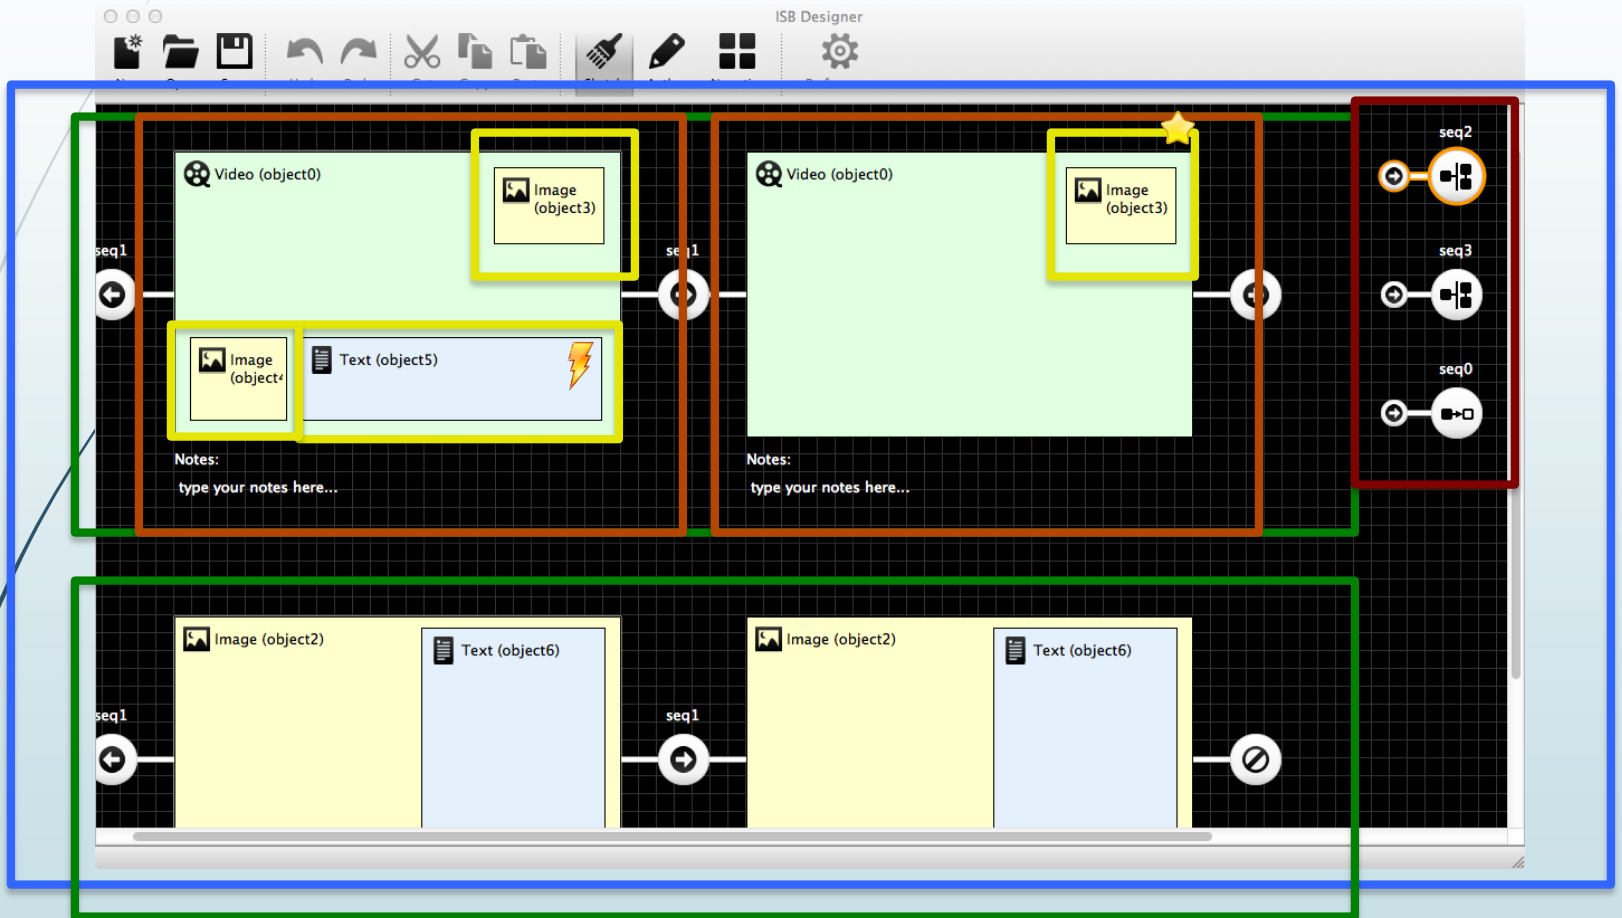 ISB Designer
seq2
Video (object0)
Image
(object3)
Video (object0)
Image
(object3)
seq1
seq1
seq3
Image
Text (object5)
seq0
Notes:
type your notes here...
Notes:
type your notes here...
Image (object2)
Text (object6)
Image (object2)
Text (object6)
seq1
seq1